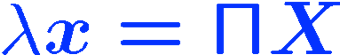 λx = ΠX